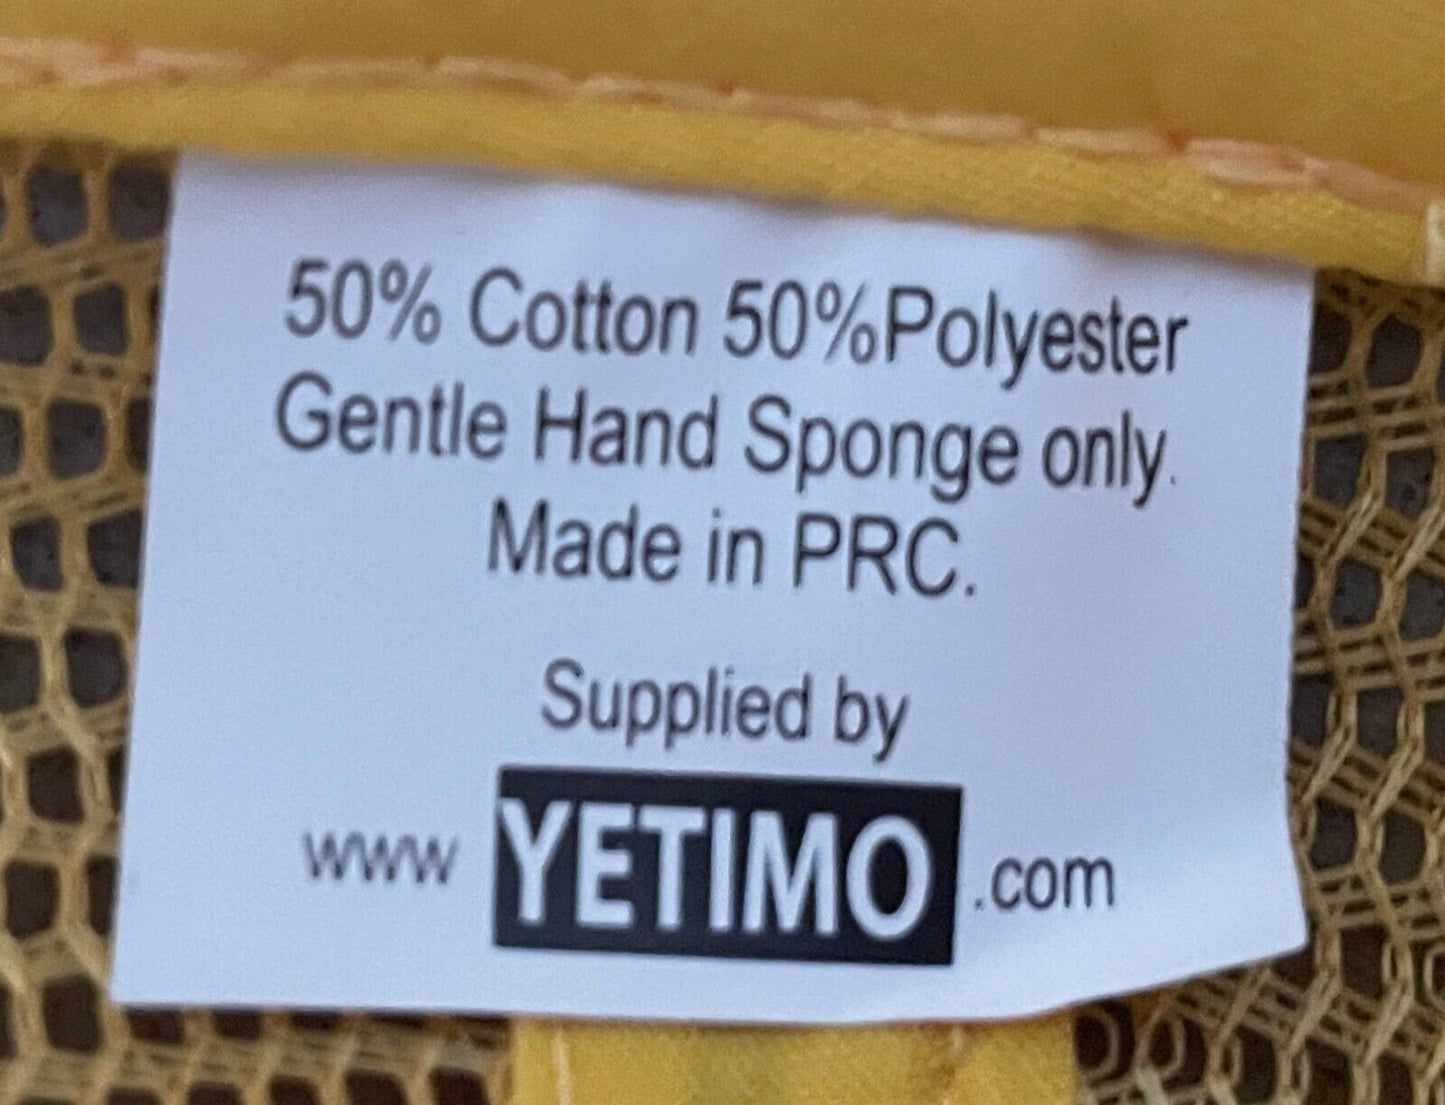 50% Cotton 50%Polyester
Gentle Hand Sponge only.
Made in PRC.
Supplied by
www YETIMO .com